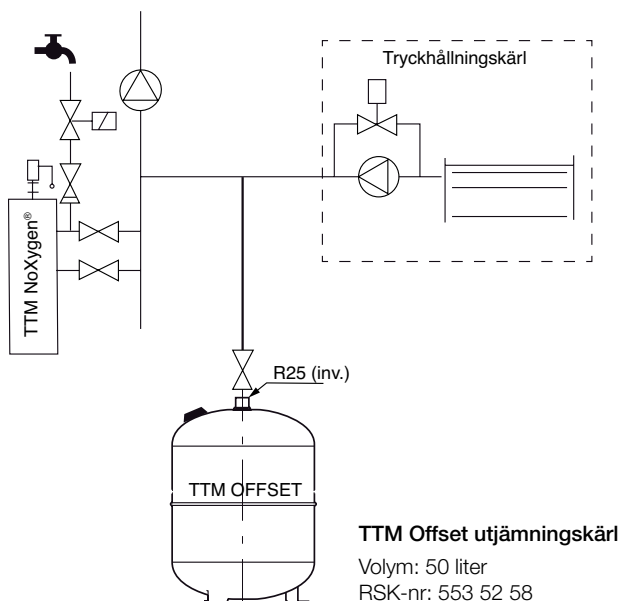 Tryckhållningskärl
TTM NoXygen®
R25 (inv.)
TTM OFFSET
TTM Offset utjämningskärl
Volym: 50 liter
RSK-nr: 553 52 58